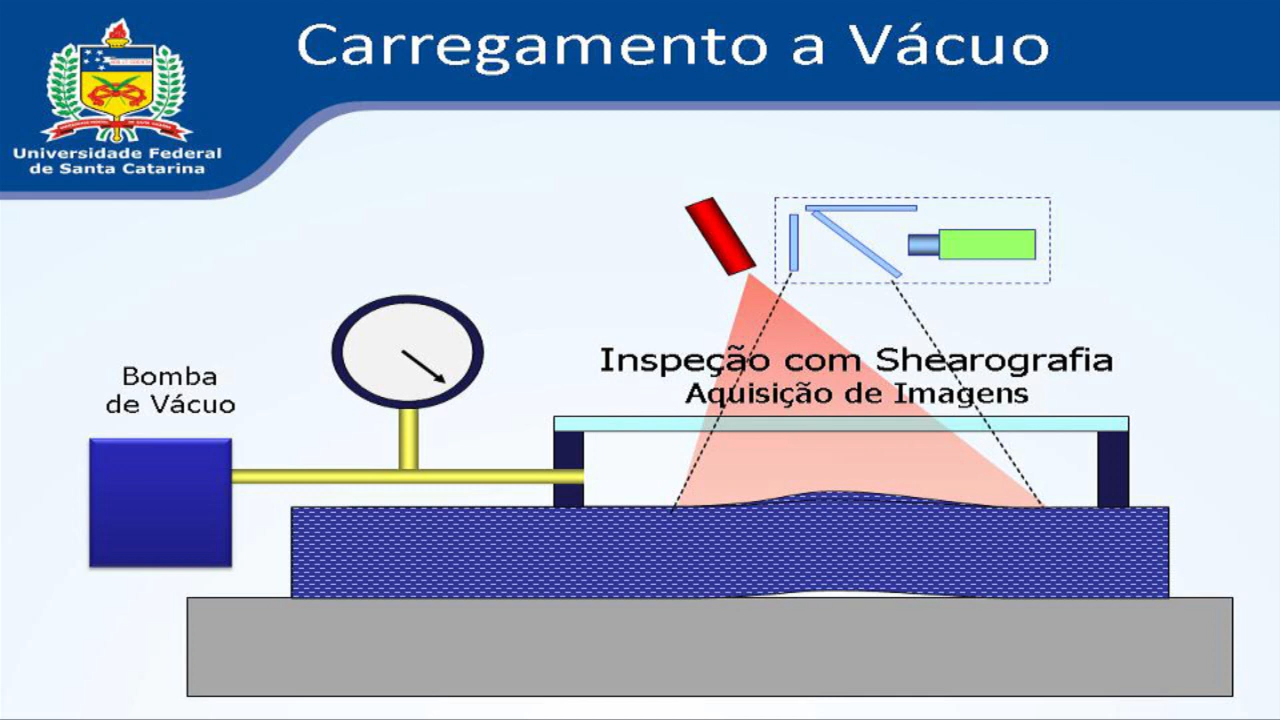 Carregamento a Vácuo
Universidade Federal
de Santa Catarina
Inspeção com Shearografia
Aquisição de Imagens
Bomba
de Vácuo